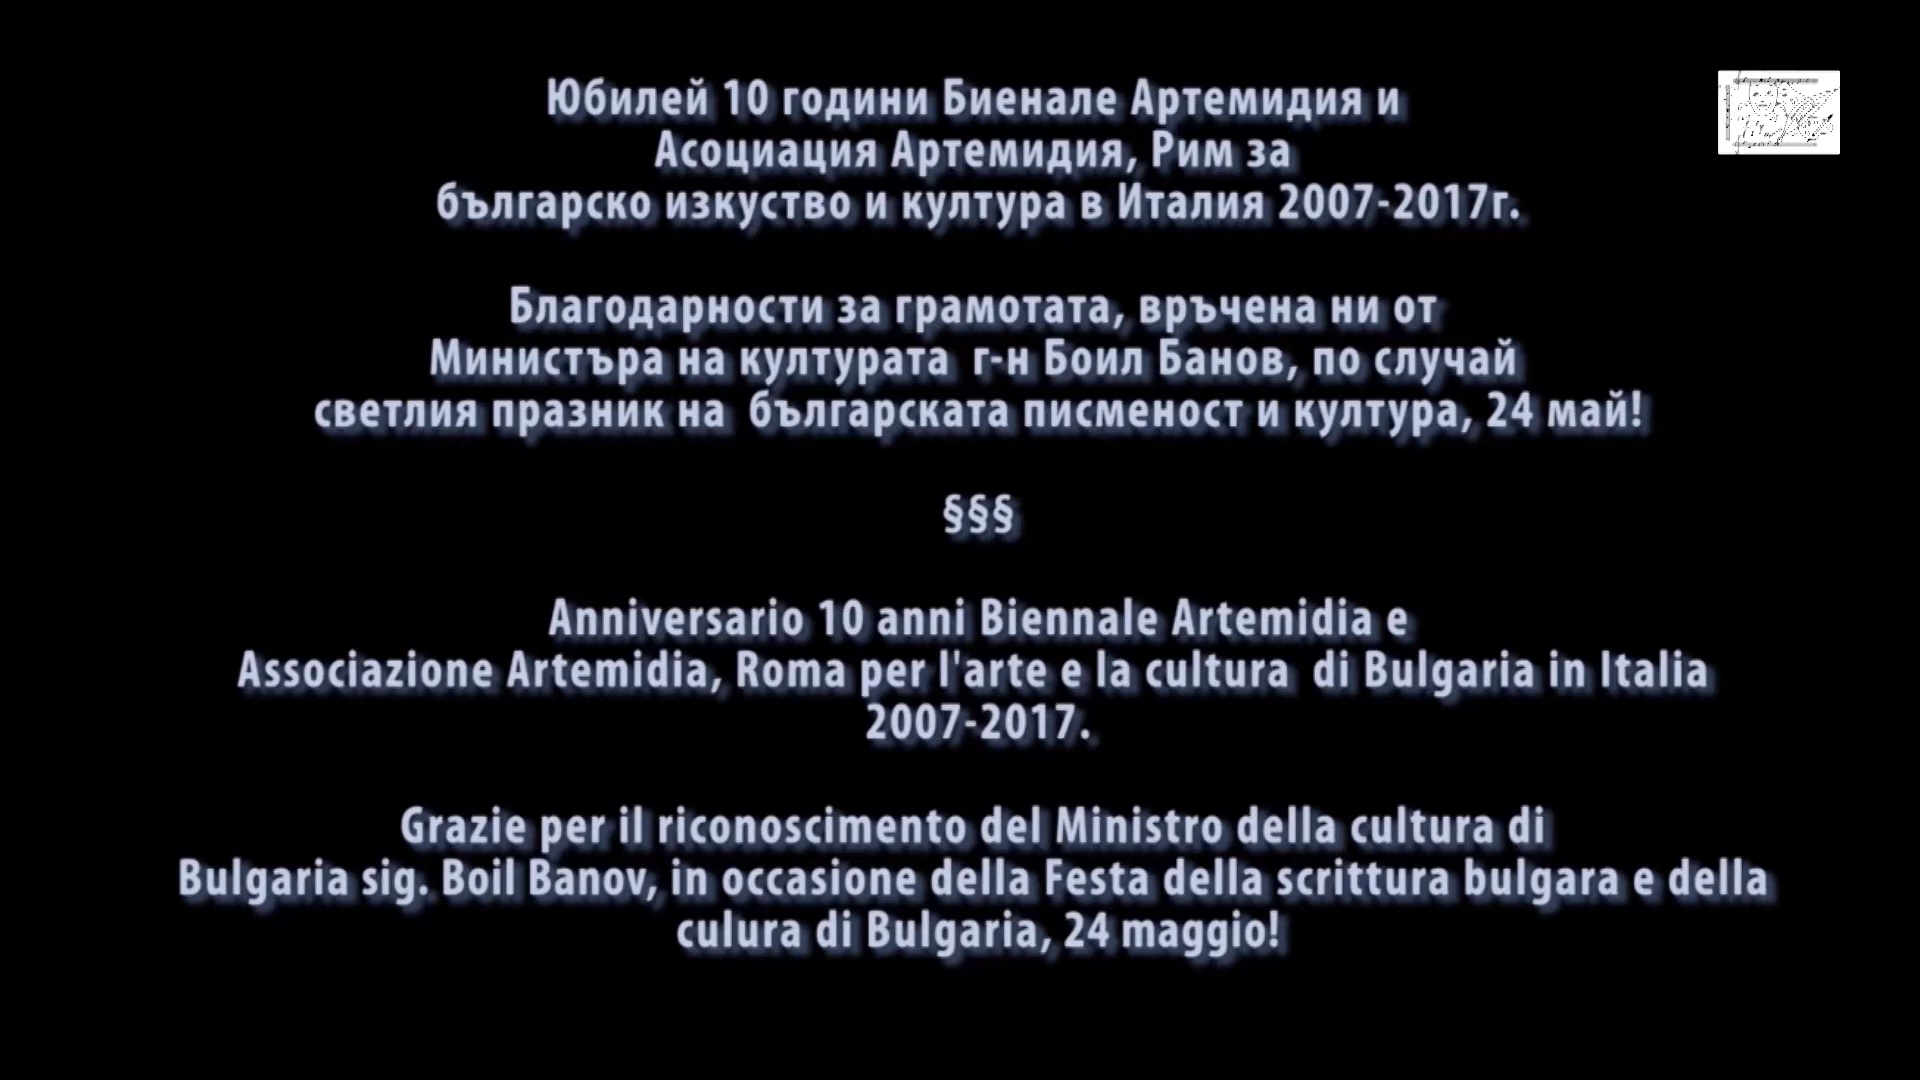 Юбилей 10 години Биенале Артемидия и
Асоциация Артемидия, Рим за
българско изкуство и култура в Италия 2007-2017г.
Благодарности за грамотата, връчена ни от
Министъра на културата г-н Боил Банов, по случай
светлия празник на българската писменост и култура, 24 май!
§§§
Anniversario 10 anni Biennale Artemidia e
Associazione Artemidia, Roma per l'arte e la cultura di Bulgaria in Italia
2007-2017.
Grazie per il riconoscimento del Ministro della cultura di
Bulgaria sig. Boil Banov, in occasione della Festa della scrittura bulgara e della
culura di Bulgaria, 24 maggio!